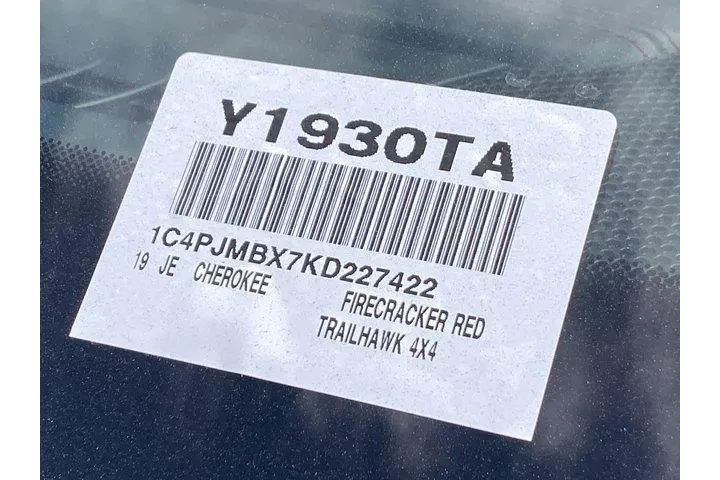 Y1930TA
1C4PJMBX7KD227422
19 JE CHEROKEE FIRECRACKER RED
TRAILHAWK 4X4